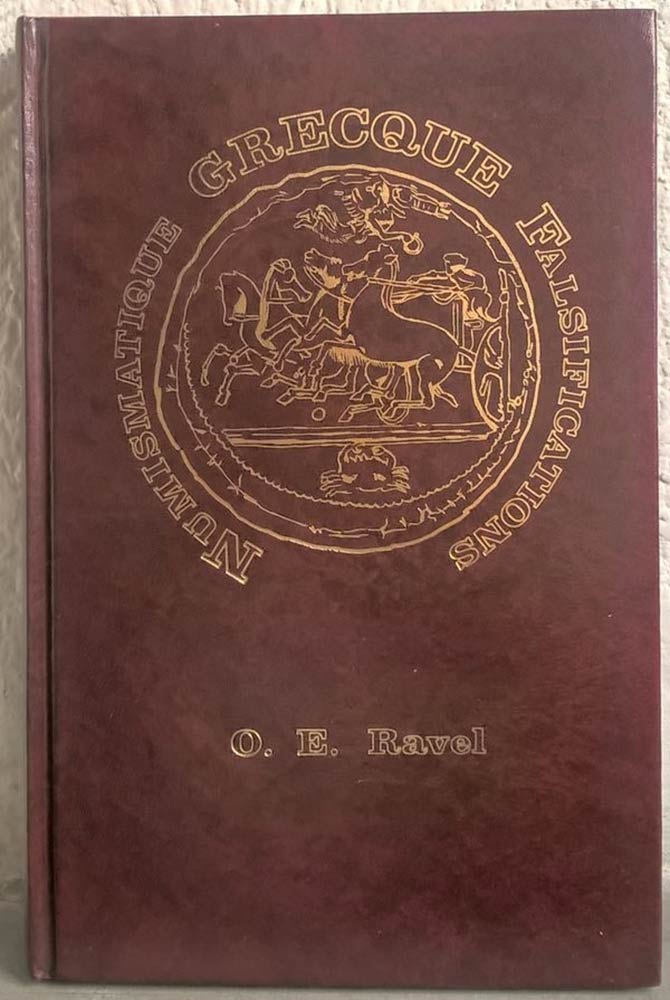 NUMISMATIQUE GRECQUE FALSIFICATIONS
O. E. Ravel